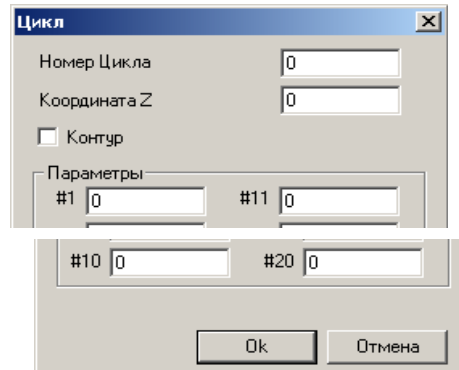 Цикл
Номер Цикла 0
Координата Z 0
Контур
Параметры
#1 0 #11 0
#10 0 #20 0
Ok Отмена